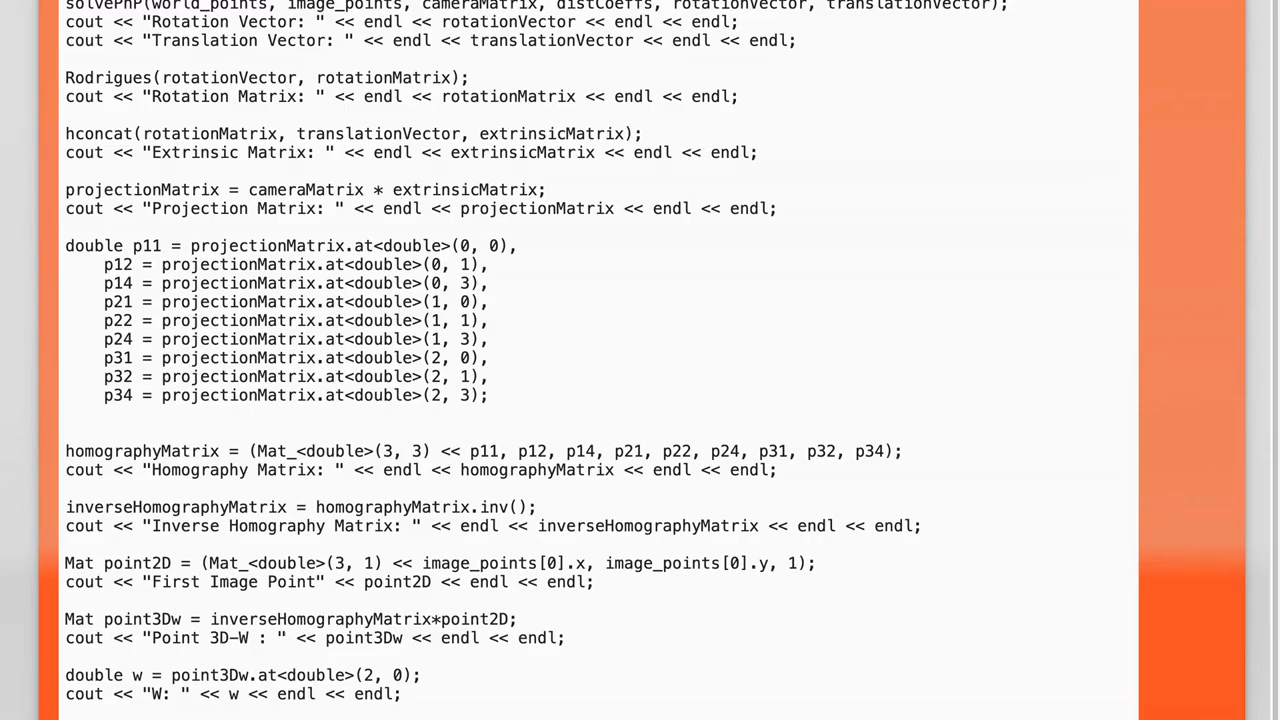 solvePnP(world_points, image_points, cameraMatrix, distCoeffs, rotationVector, translationVector);
cout << "Rotation Vector: " << endl << rotationVector << endl << endl;
cout << "Translation Vector: " << endl << translationVector << endl << endl;
Rodrigues(rotationVector, rotationMatrix);
cout << "Rotation Matrix: " << endl << rotationMatrix << endl << endl;
hconcat(rotationMatrix, translationVector, extrinsicMatrix);
cout << "Extrinsic Matrix: " << endl << extrinsicMatrix << endl << endl;
projectionMatrix = cameraMatrix * extrinsicMatrix;
cout << "Projection Matrix: " << endl << projectionMatrix << endl << endl;
double p11 = projectionMatrix.at<double>(0, 0),
p12 = projectionMatrix.at<double>(0, 1),
p14 = projectionMatrix.at<double>(0, 3),
p21 = projectionMatrix.at<double>(1, 0),
p22 = projectionMatrix.at<double>(1, 1),
p24 = projectionMatrix.at<double>(1, 3),
p31 = projectionMatrix.at<double>(2, 0),
p32 = projectionMatrix.at<double>(2, 1),
p34 = projectionMatrix.at<double>(2, 3);
homographyMatrix = (Mat_<double>(3, 3) << p11, p12, p14, p21, p22, p24, p31, p32, p34);
cout << "Homography Matrix: " << endl << homographyMatrix << endl << endl;
inverseHomographyMatrix = homographyMatrix.inv();
cout << "Inverse Homography Matrix: " << endl << inverseHomographyMatrix << endl << endl;
Mat point2D = (Mat_<double>(3, 1) << image_points[0].x, image_points[0].y, 1);
cout << "First Image Point" << point2D << endl << endl;
Mat point3Dw = inverseHomographyMatrix*point2D;
cout << "Point 3D-W : " << point3Dw << endl << endl;
double w = point3Dw.at<double>(2, 0);
cout << "W: " << w << endl << endl;